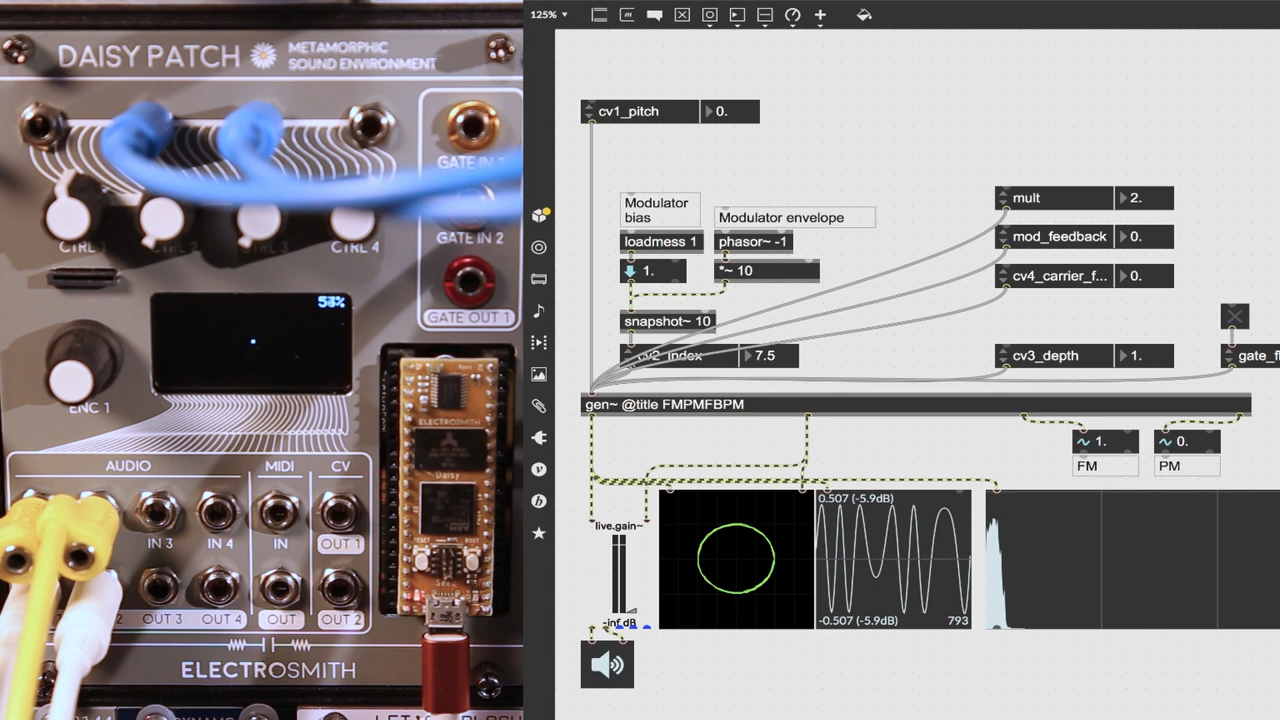 DAISY PATCH
METAMORPHIC
SOUND ENVIRONMENT
GATE IN 1
GATE IN 2
GATE OUT 1
CTRL 1
CTRL 2
CTRL 3
CTRL 4
ENC 1
ELECTROSMITH
Daisy
RESET
BOOT
Seed
AUDIO
MIDI
CV
IN 3
IN 4
IN
OUT 1
OUT 3
OUT 4
OUT
OUT 2
ELECTROSMITH
125%
cv1_pitch
0.
Modulator
bias
Modulator envelope
loadmess 1
phasor~ -1
1.
*~ 10
snapshot~ 10
cv2_index
7.5
mult
2.
mod_feedback
0.
cv4_carrier_f...
0.
cv3_depth
1.
gate_f
gen~ @title FMPMFBPM
1.
0.
FM
PM
live.gain~
-inf dB
0.507 (-5.9dB)
-0.507 (-5.9dB)
793